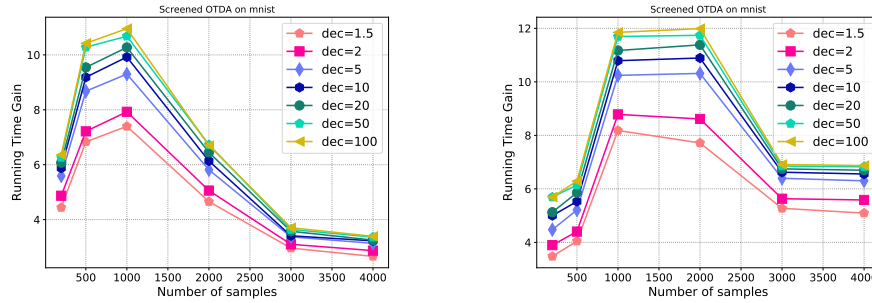 Screened OTDA on mnist
dec=1.5
dec=2
dec=5
dec=10
dec=20
dec=50
dec=100
Running Time Gain
10
8
6
4
500 1000 1500 2000 2500 3000 3500 4000
Number of samples
Screened OTDA on mnist
dec=1.5
dec=2
dec=5
dec=10
dec=20
dec=50
dec=100
Running Time Gain
12
10
8
6
4
500 1000 1500 2000 2500 3000 3500 400
Number of samples